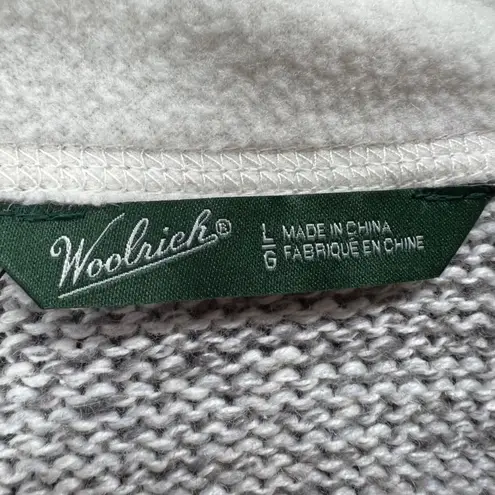 Woolrich®
L MADE IN CHINA
G FABRIQUÉ EN CHINE